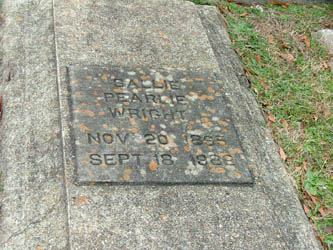 SALLIE
PEARLIE
WRIGHT
NOV. 20
SEPT. 18